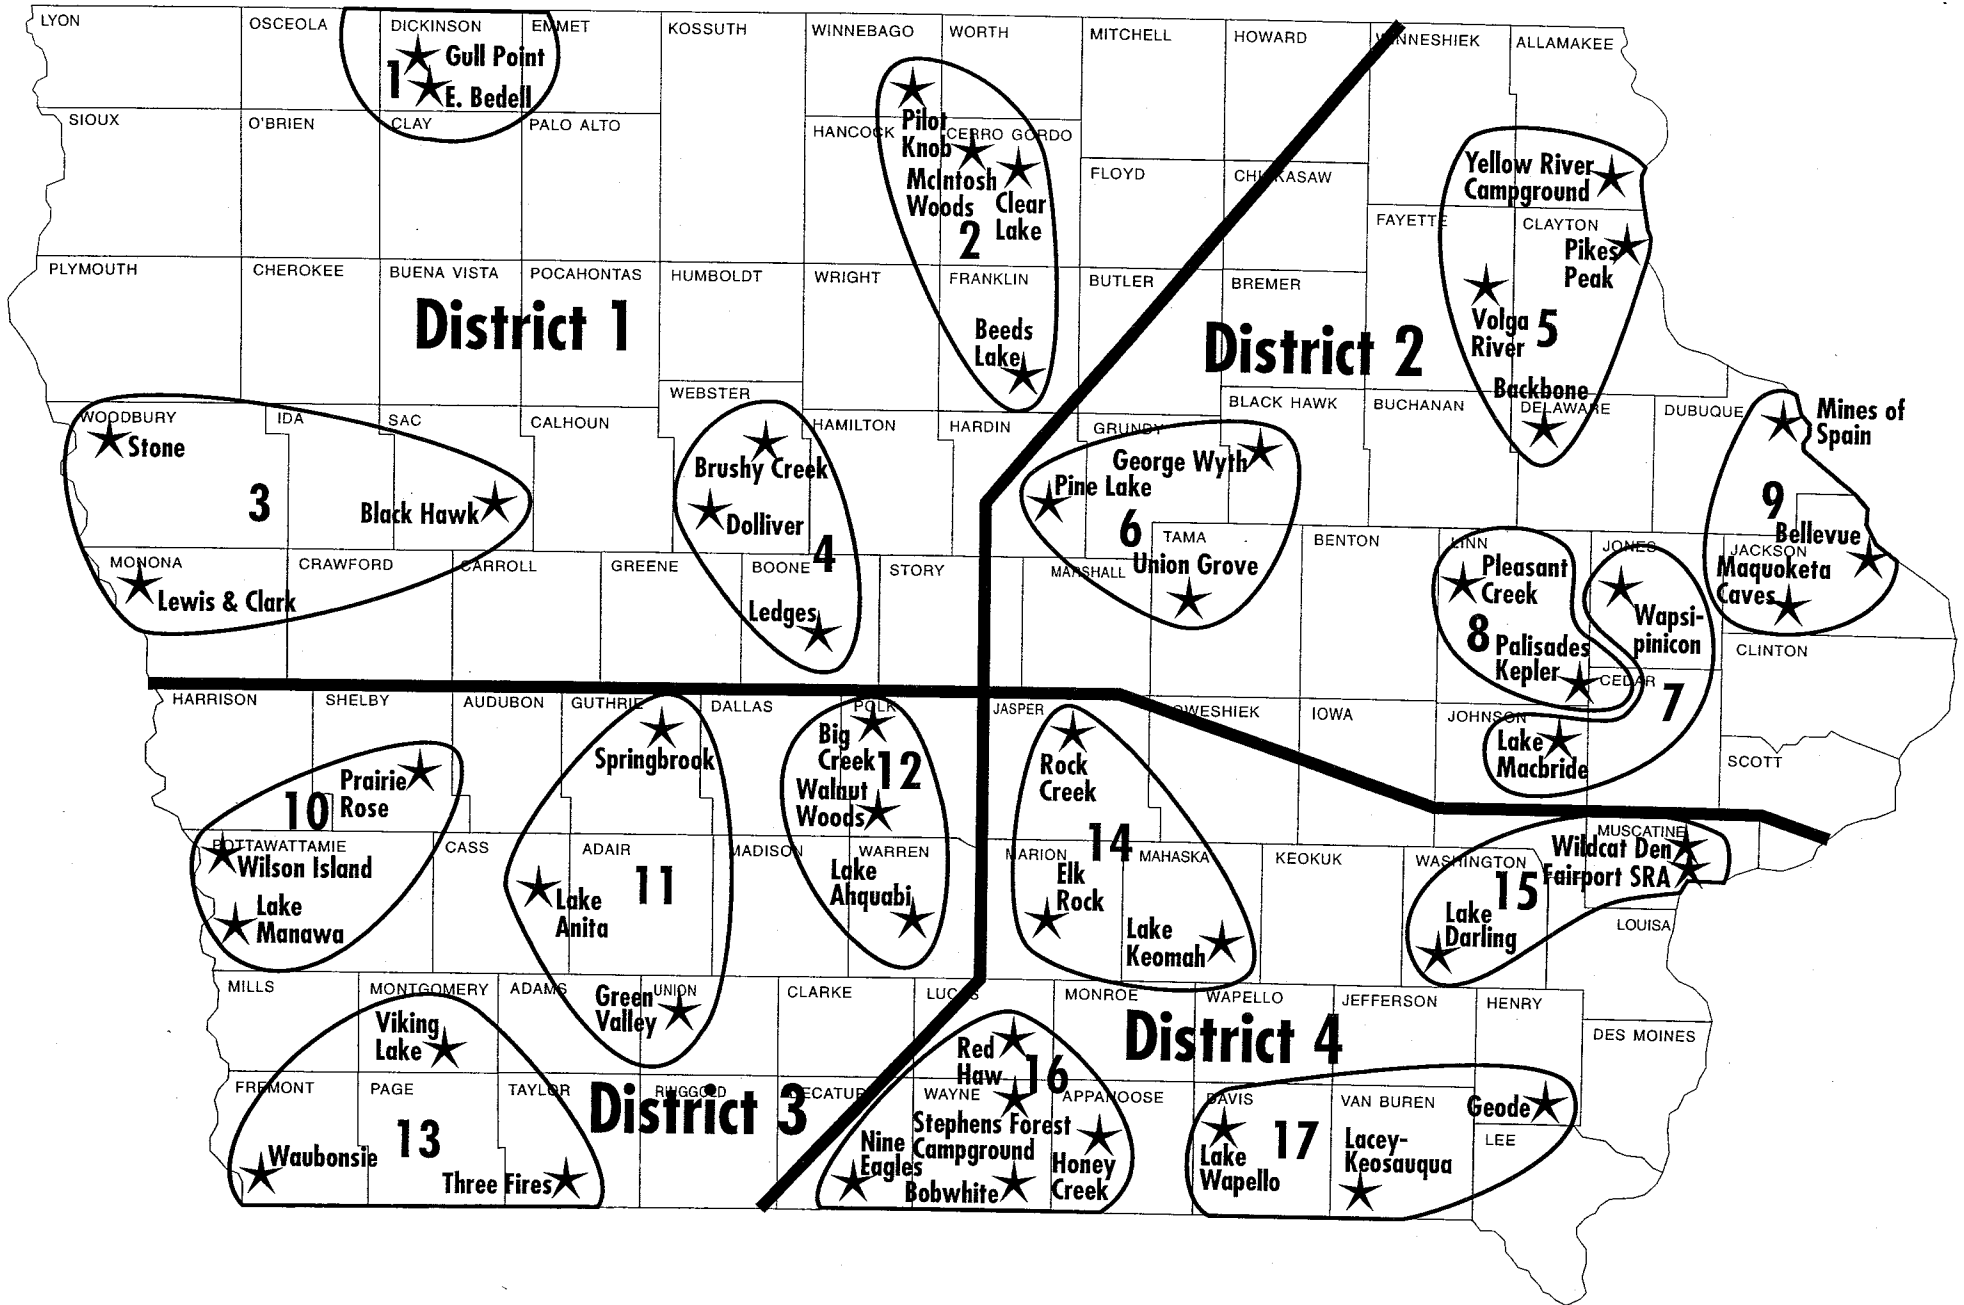 LYON
OSCEOLA
DICKINSON
EMMET
KOSSUTH
WINNEBAGO
WORTH
MITCHELL
HOWARD
WINNESHIEK
ALLAMAKEE
Gull Point
1
E. Bedell
SIOUX
O'BRIEN
CLAY
PALO ALTO
HANCOCK
Pilot
Knob
CERRO GORDO
McIntosh
Woods
Clear
Lake
2
FLOYD
CHICKASAW
Yellow River
Campground
FAYETTE
CLAYTON
Pikes
Peak
PLYMOUTH
CHEROKEE
BUENA VISTA
POCAHONTAS
HUMBOLDT
WRIGHT
FRANKLIN
BUTLER
BREMER
District 1
Beeds
Lake
District 2
Volga
River
5
Backbone
WEBSTER
WOODBURY
IDA
SAC
CALHOUN
HAMILTON
HARDIN
GRUNDY
BLACK HAWK
BUCHANAN
DELAWARE
DUBUQUE
Mines of
Spain
Stone
3
Black Hawk
Brushy Creek
Dolliver
4
George Wyth
Pine Lake
6
9
Bellevue
MONONA
Lewis & Clark
CRAWFORD
CARROLL
GREENE
BOONE
STORY
MARSHALL
TAMA
Union Grove
BENTON
LINN
Pleasant
Creek
JONES
JACKSON
Maquoketa
Caves
Ledges
8
Palisades
Kepler
Wapsi-
pinicon
CLINTON
CEDAR
7
HARRISON
SHELBY
AUDUBON
GUTHRIE
DALLAS
POLK
JASPER
POWESHIEK
IOWA
JOHNSON
SCOTT
Springbrook
Big
Creek
12
Walnut
Woods
Rock
Creek
Lake
Macbride
Prairie
Rose
10
POTTAWATTAMIE
Wilson Island
Lake
Manawa
CASS
ADAIR
11
Lake
Anita
MADISON
WARREN
Lake
Ahquabi
MARION
14
MAHASKA
Elk
Rock
Lake
Keomah
KEOKUK
WASHINGTON
15
MUSCATINE
Wildcat Den
Fairport SRA
Lake
Darling
LOUISA
MILLS
MONTGOMERY
ADAMS
UNION
Green
Valley
CLARKE
LUCAS
MONROE
WAPELLO
JEFFERSON
HENRY
DES MOINES
Viking
Lake
District 4
Red
Haw
16
FREMONT
PAGE
TAYLOR
RINGGOLD
DECATUR
WAYNE
APPANOOSE
DAVIS
VAN BUREN
Geode
LEE
District 3
13
Waubonsie
Three Fires
Stephens Forest
Campground
Nine
Eagles
Bobwhite
Honey
Creek
17
Lake
Wapello
Lacey-
Keosauqua